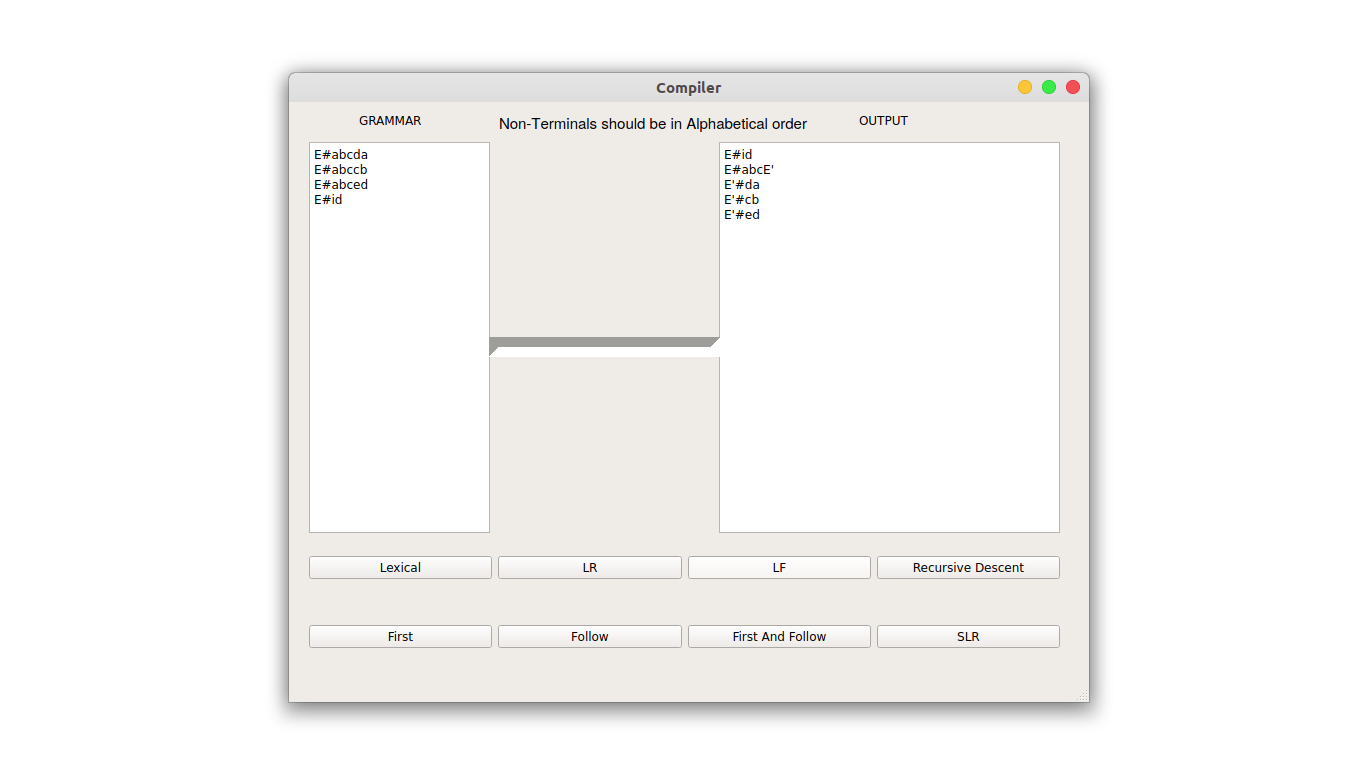 Compiler
GRAMMAR
Non-Terminals should be in Alphabetical order
OUTPUT
E#abcda
E#abccb
E#abced
E#id
E#id
E#abcE'
E'#da
E'#cb
E'#ed
Lexical
LR
LF
Recursive Descent
First
Follow
First And Follow
SLR